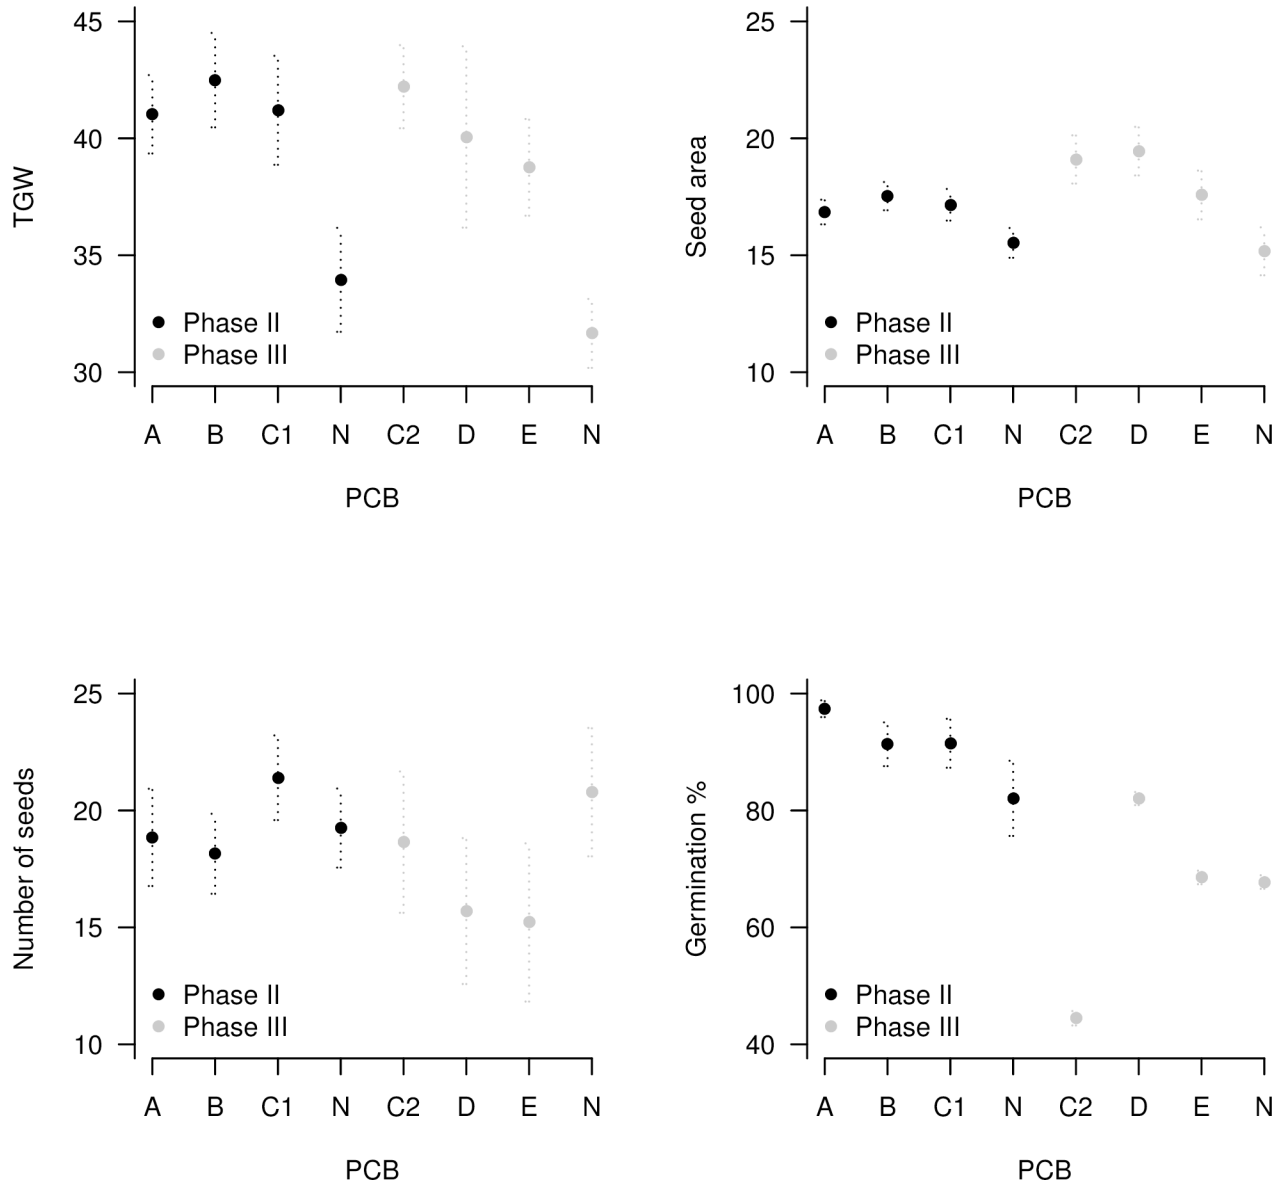 TGW
45
40
35
30
Phase II
Phase III
A B C1 N C2 D E N
PCB
Seed area
25
20
15
10
Phase II
Phase III
A B C1 N C2 D E N
PCB
Number of seeds
25
20
15
10
Phase II
Phase III
A B C1 N C2 D E N
PCB
Germination %
100
80
60
40
Phase II
Phase III
A B C1 N C2 D E N
PCB